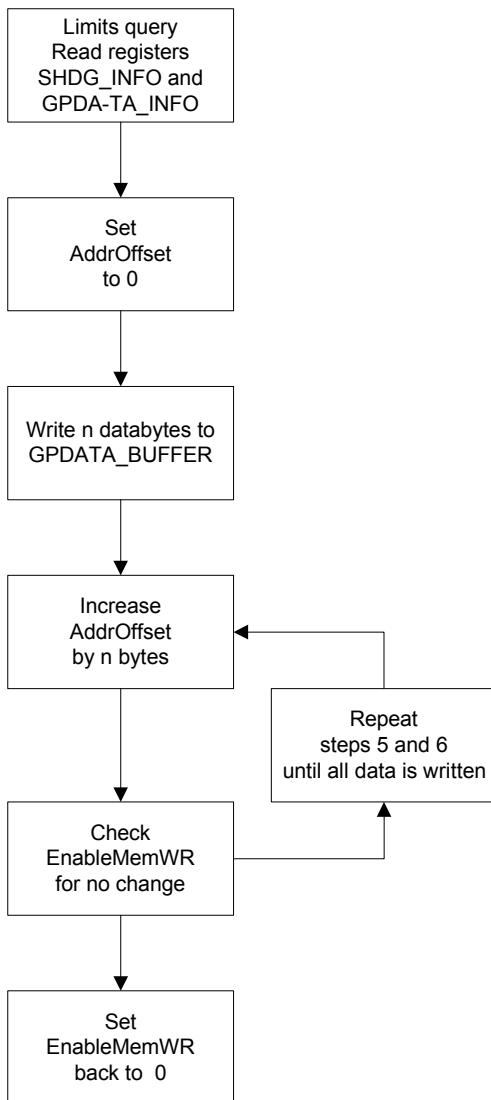 Limits query
Read registers
SHDG_INFO and
GPDA-TA_INFO
Set
AddrOffset
to 0
Write n databytes to
GPDATA_BUFFER
Increase
AddrOffset
by n bytes
Repeat
steps 5 and 6
until all data is written
Check
EnableMemWR
for no change
Set
EnableMemWR
back to 0